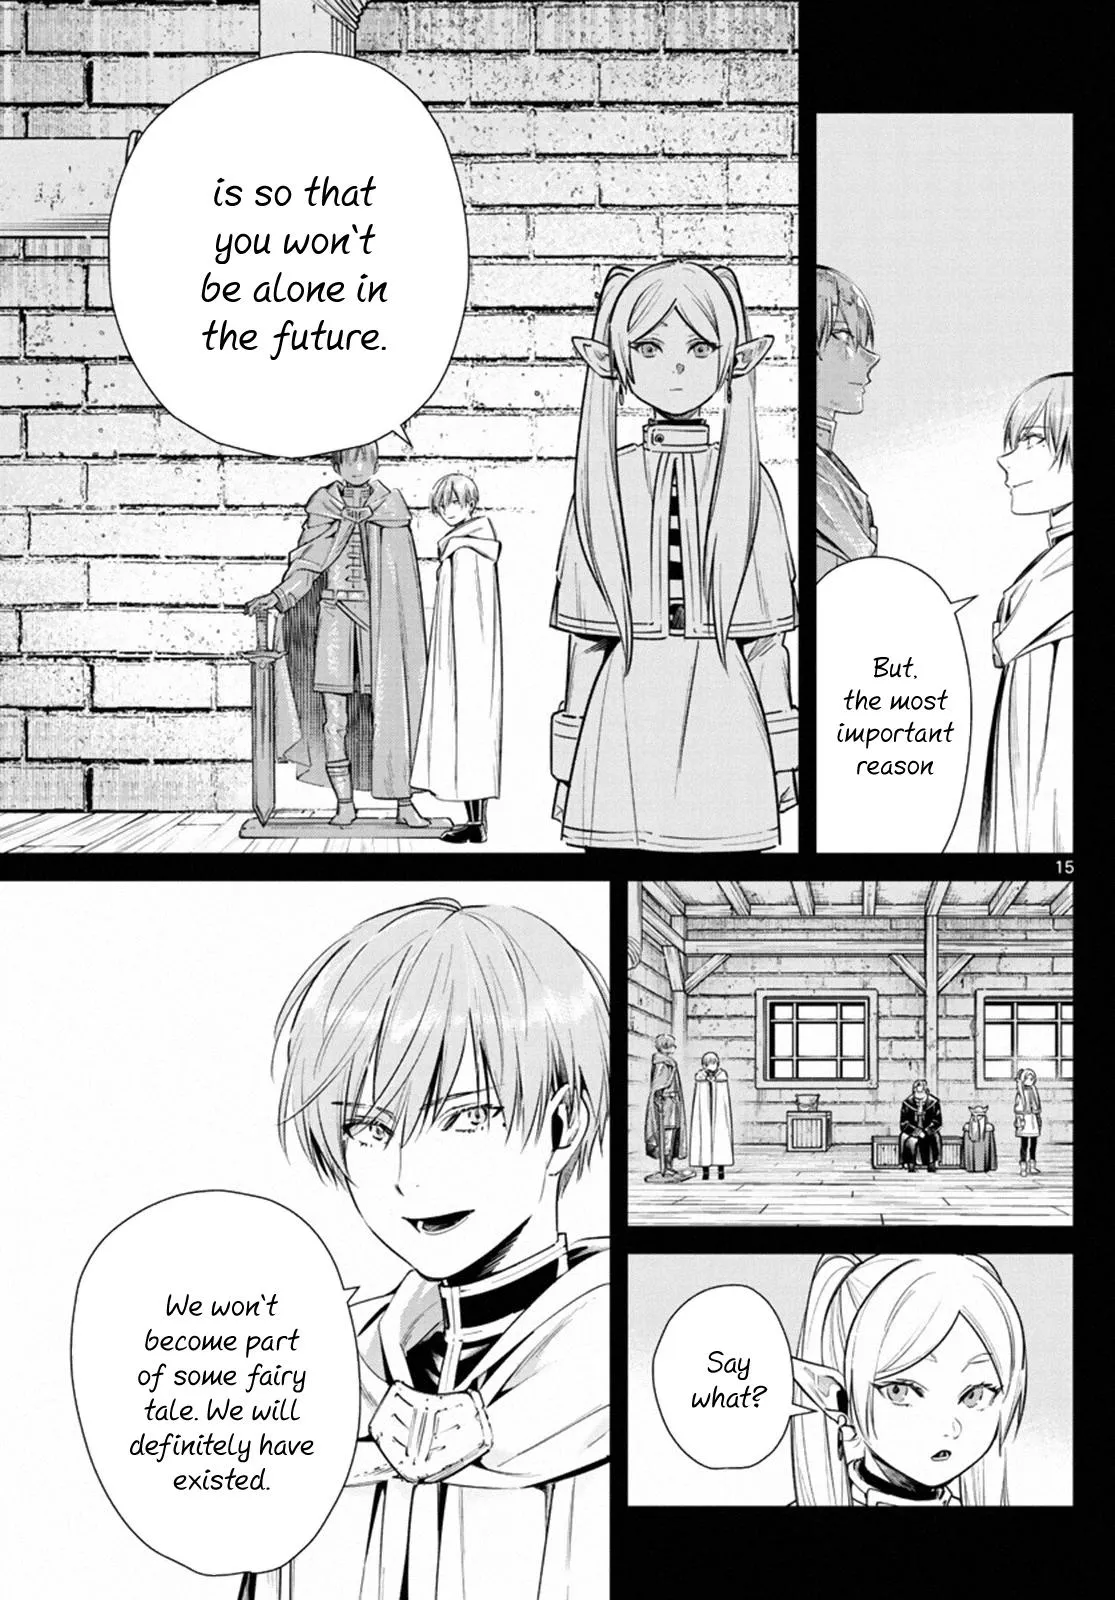 But,
the most
important
reason
is so that
you won't
be alone in
the future.
15
Say
what?
We won't
become part
of some fairy
tale. We will
definitely have
existed.